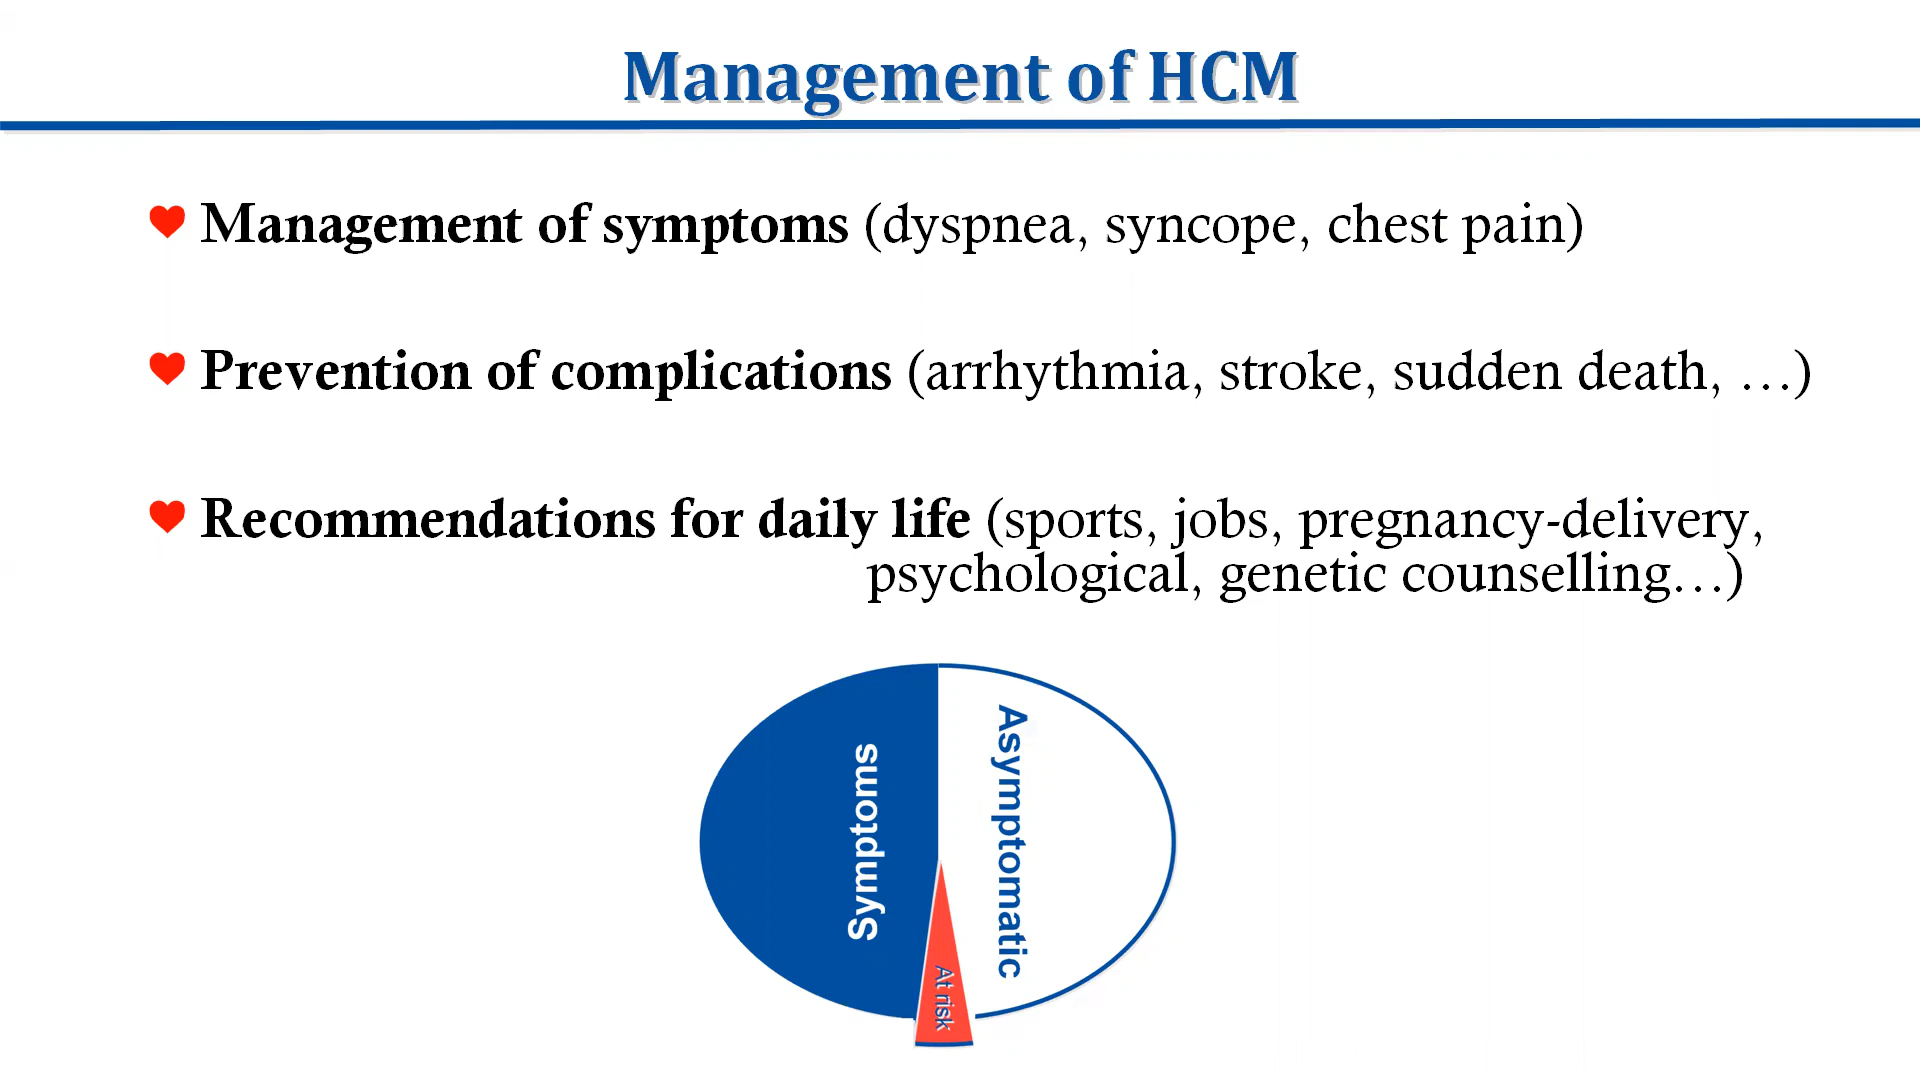 Management of HCM
Management of symptoms (dyspnea, syncope, chest pain)
Prevention of complications (arrhythmia, stroke, sudden death, …)
Recommendations for daily life (sports, jobs, pregnancy-delivery,
psychological, genetic counselling…)
Symptoms
Asymptomatic
At risk